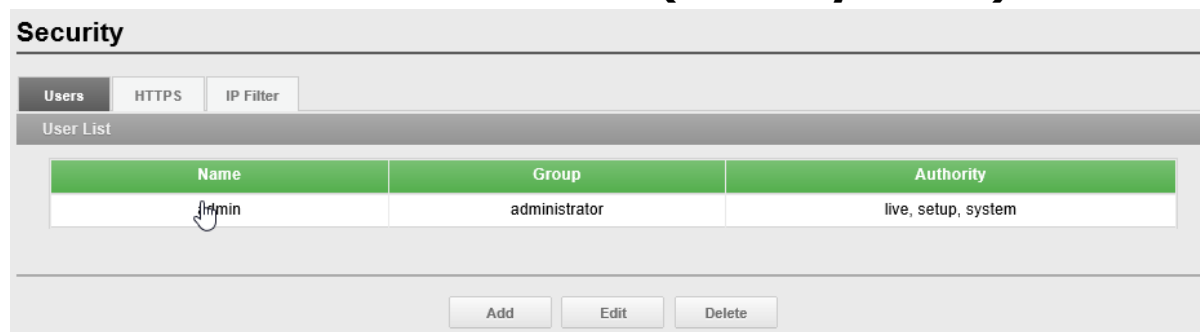 Security
Users HTTPS IP Filter
User List
Name Group Authority
administrator live, setup, system
Add Edit Delete